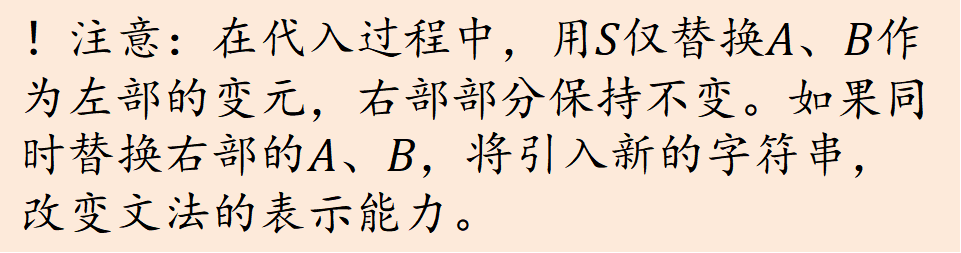 ！注意：在代入过程中，用S仅替换A、B作
为左部的变元，右部部分保持不变。如果同
时替换右部的A、B，将引入新的字符串，
改变文法的表示能力。